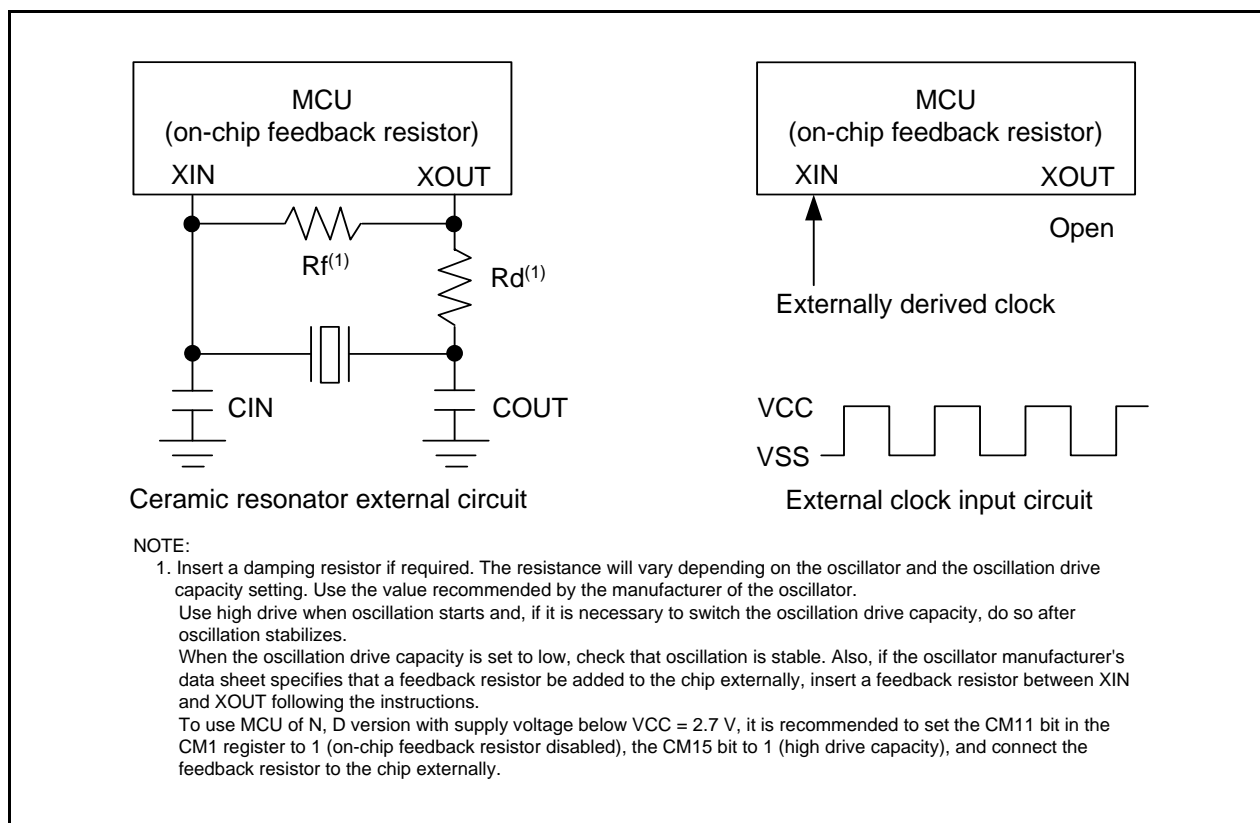 MCU
(on-chip feedback resistor)
XIN
XOUT
Rf(1)
Rd(1)
CIN
COUT
Ceramic resonator external circuit
MCU
(on-chip feedback resistor)
XIN
XOUT
Open
Externally derived clock
VCC
VSS
External clock input circuit
NOTE:
1. Insert a damping resistor if required. The resistance will vary depending on the oscillator and the oscillation drive
capacity setting. Use the value recommended by the manufacturer of the oscillator.
Use high drive when oscillation starts and, if it is necessary to switch the oscillation drive capacity, do so after
oscillation stabilizes.
When the oscillation drive capacity is set to low, check that oscillation is stable. Also, if the oscillator manufacturer's
data sheet specifies that a feedback resistor be added to the chip externally, insert a feedback resistor between XIN
and XOUT following the instructions.
To use MCU of N, D version with supply voltage below VCC = 2.7 V, it is recommended to set the CM11 bit in the
CM1 register to 1 (on-chip feedback resistor disabled), the CM15 bit to 1 (high drive capacity), and connect the
feedback resistor to the chip externally.